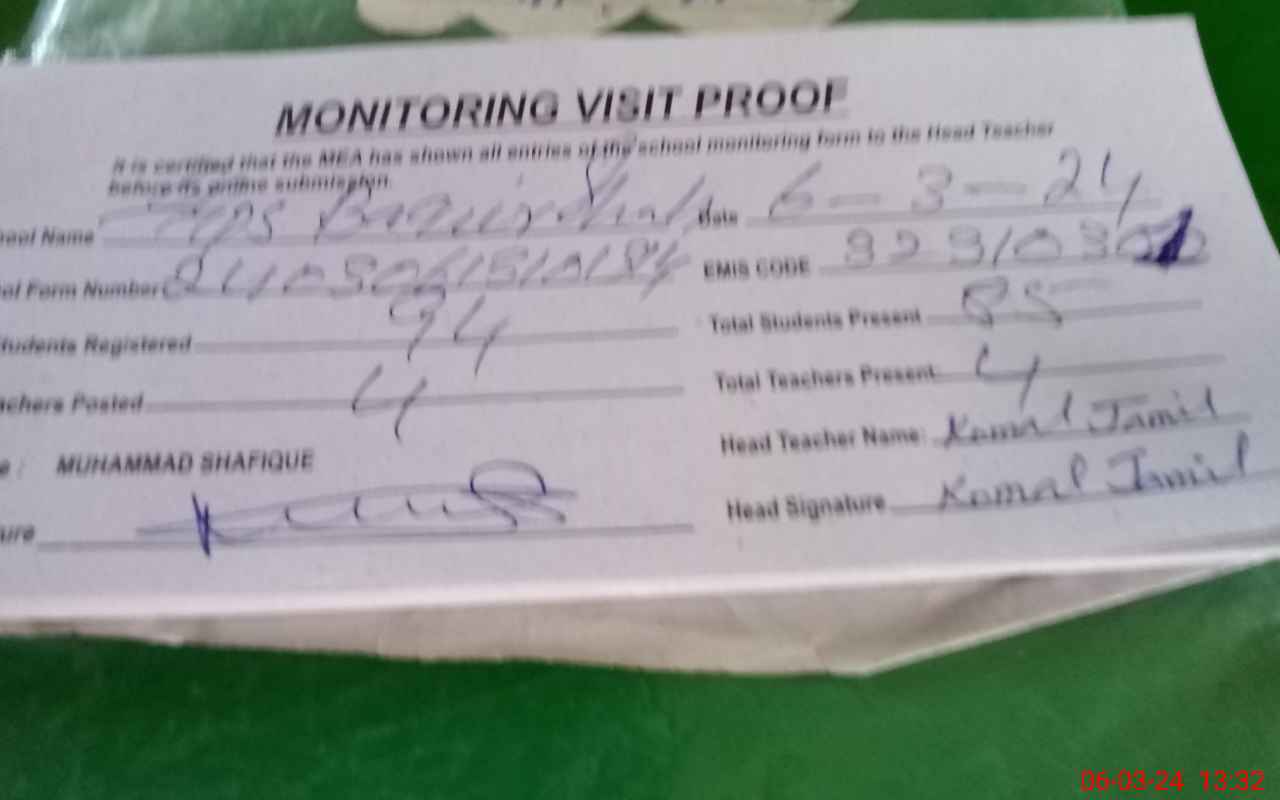 MONITORING VISIT PROOF
It is certified that the MEA has shown all entries of the school monitoring form to the Head Teacher
before its online submission.
ool Name Date 6-3-24
ol Form Number EMIS CODE
tudents Registered 94 Total Students Present 85
achers Posted 4 Total Teachers Present 4
Head Teacher Name: Kamal Jamil
e : MUHAMMAD SHAFIQUE
ure Head Signature Kamal Jamil
06-03-24 13:32